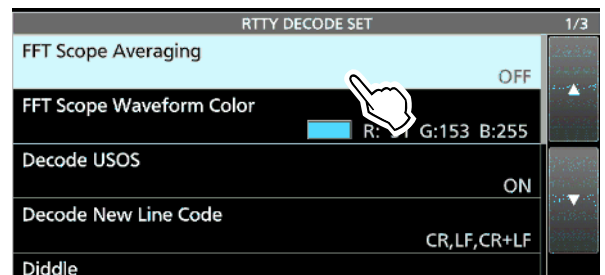 RTTY DECODE SET 1/3
FFT Scope Averaging
OFF
FFT Scope Waveform Color
R: 1 G:153 B:255
Decode USOS
ON
Decode New Line Code
CR,LF,CR+LF
Diddle